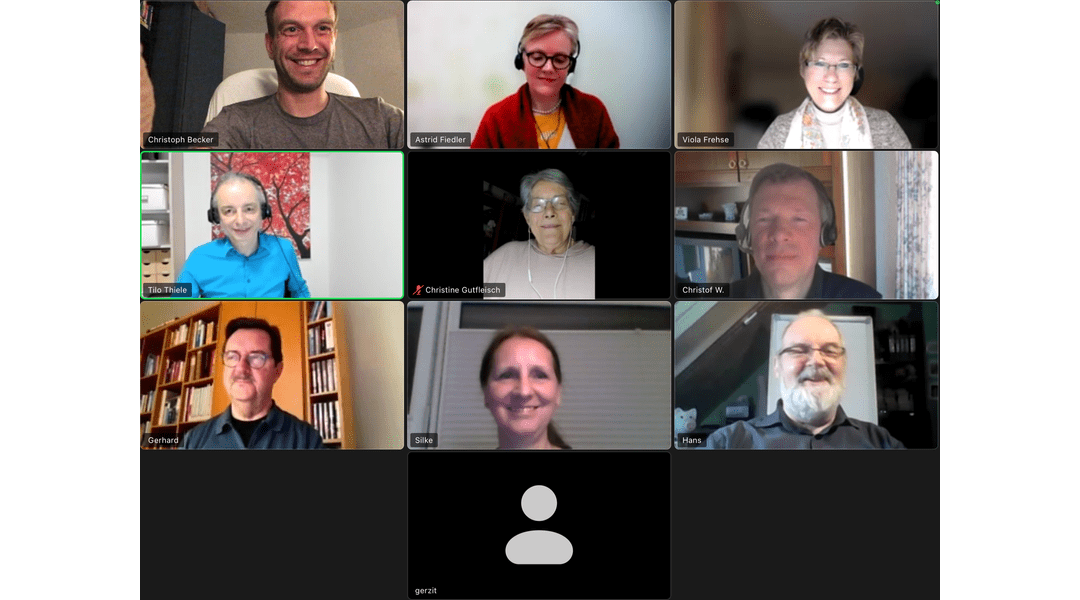 Christoph Becker
Astrid Fiedler
Viola Frehse
Tilo Thiele
Christine Gutfleisch
Christof W.
Gerhard
Silke
Hans
gerzit